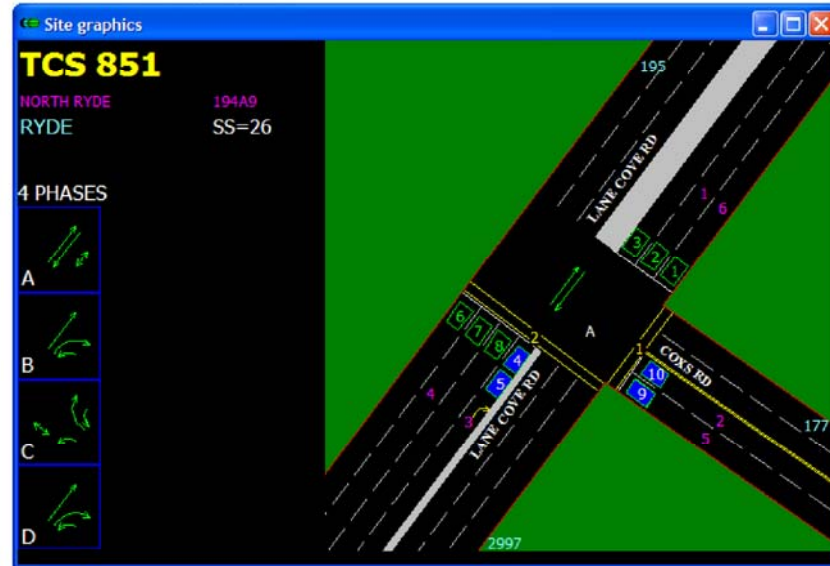 Site graphics
TCS 851
NORTH RYDE 194A9
RYDE SS=26
4 PHASES
A
B
C
D
195
LANE COVE RD
1
6
3 2 1
A
6 7 8 4
5
2
1
COXS RD
10
9
4
3
LANE COVE RD
2
5
177
2997